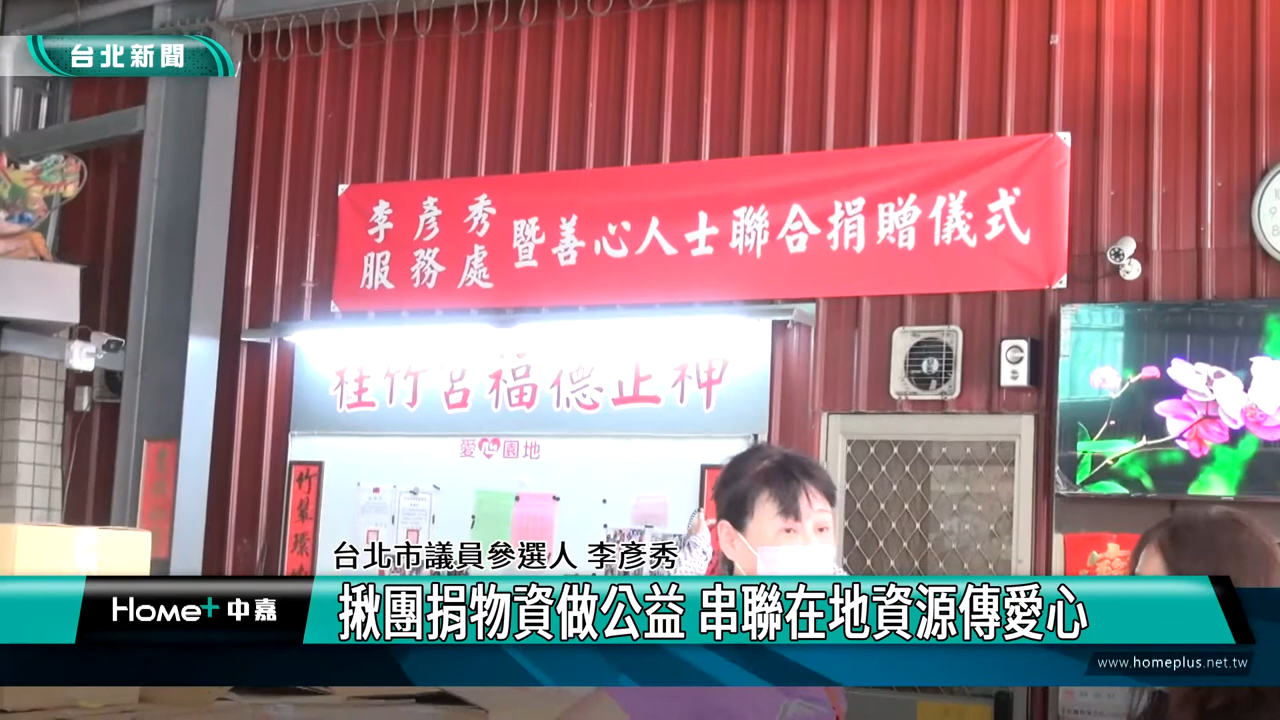 台北新聞
李彥秀
服務處
暨善心人士聯合捐贈儀式
桂竹宮福德正神
愛心園地
台北市議員參選人 李彥秀
Home+中嘉
揪團捐物資做公益 串聯在地資源傳愛心
www.homeplus.net.tw